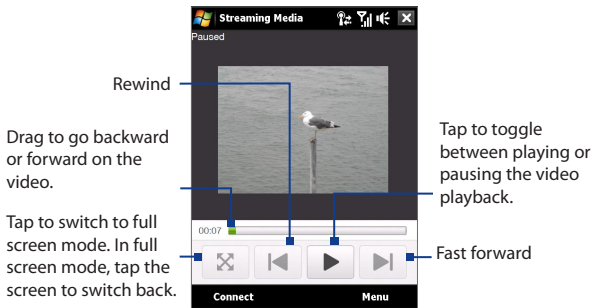 Streaming Media
Paused
Rewind
Drag to go backward
or forward on the
video.
Tap to switch to full
screen mode. In full
screen mode, tap the
screen to switch back.
00:07
Tap to toggle
between playing or
pausing the video
playback.
Fast forward
Connect
Menu